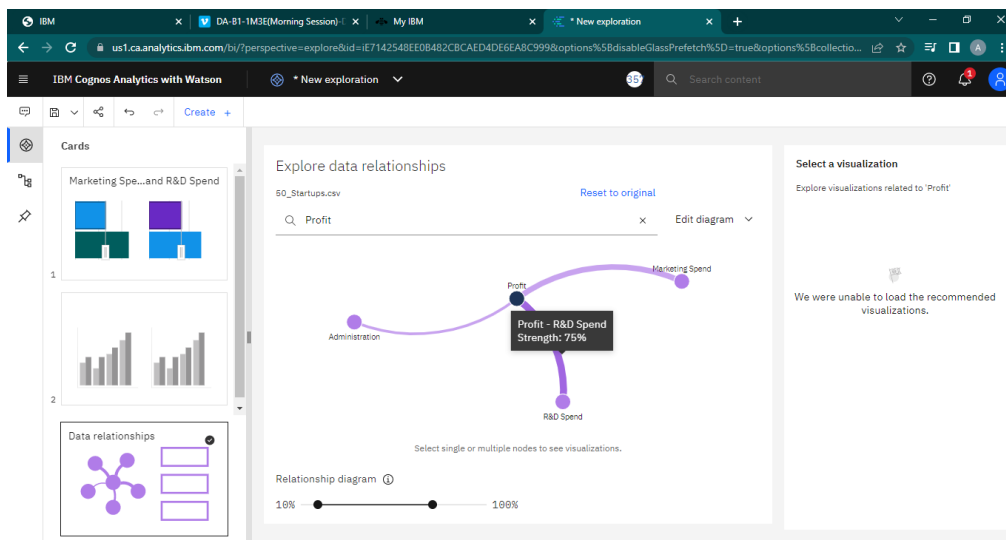 IBM
DA-B1-1M3E(Morning Session)-
My IBM
* New exploration
us1.ca.analytics.ibm.com/bi/?perspective=explore&id=iE7142548EE0B482CBCAED4DE6EA8C999&options%5BdisableGlassPrefetch%5D=true&options%5Bcollectio...
IBM Cognos Analytics with Watson
* New exploration
Search content
1
Create +
Cards
Marketing Spe...and R&D Spend
1
2
Data relationships
Explore data relationships
50_Startups.csv
Reset to original
Profit
Edit diagram
Marketing Spend
Profit
Profit - R&D Spend
Strength: 75%
Administration
R&D Spend
Select single or multiple nodes to see visualizations.
Relationship diagram
10%
100%
Select a visualization
Explore visualizations related to 'Profit'
We were unable to load the recommended
visualizations.